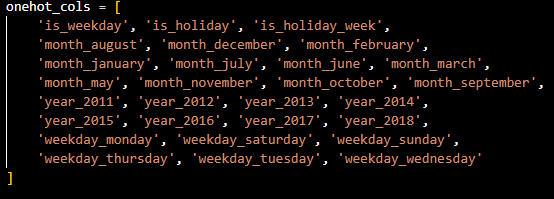 onehot_cols = [
'is_weekday', 'is_holiday', 'is_holiday_week',
'month_august', 'month_december', 'month_february',
'month_january', 'month_july', 'month_june', 'month_march',
'month_may', 'month_november', 'month_october', 'month_september',
'year_2011', 'year_2012', 'year_2013', 'year_2014',
'year_2015', 'year_2016', 'year_2017', 'year_2018',
'weekday_monday', 'weekday_saturday', 'weekday_sunday',
'weekday_thursday', 'weekday_tuesday', 'weekday_wednesday'
]